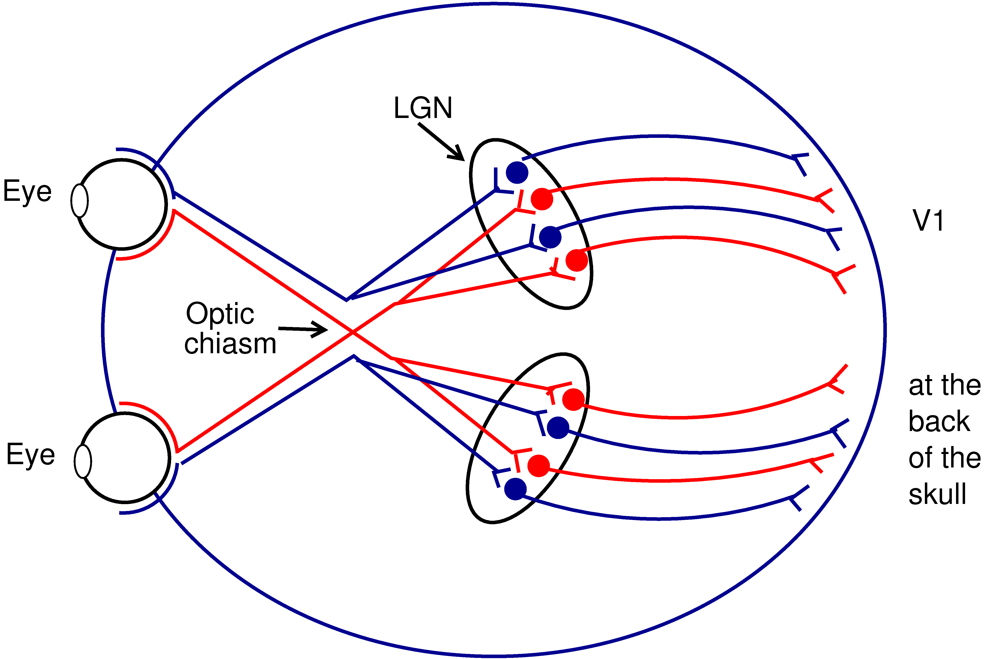 LGN
Eye
V1
Optic
chiasm
at the
back
of the
skull
Eye